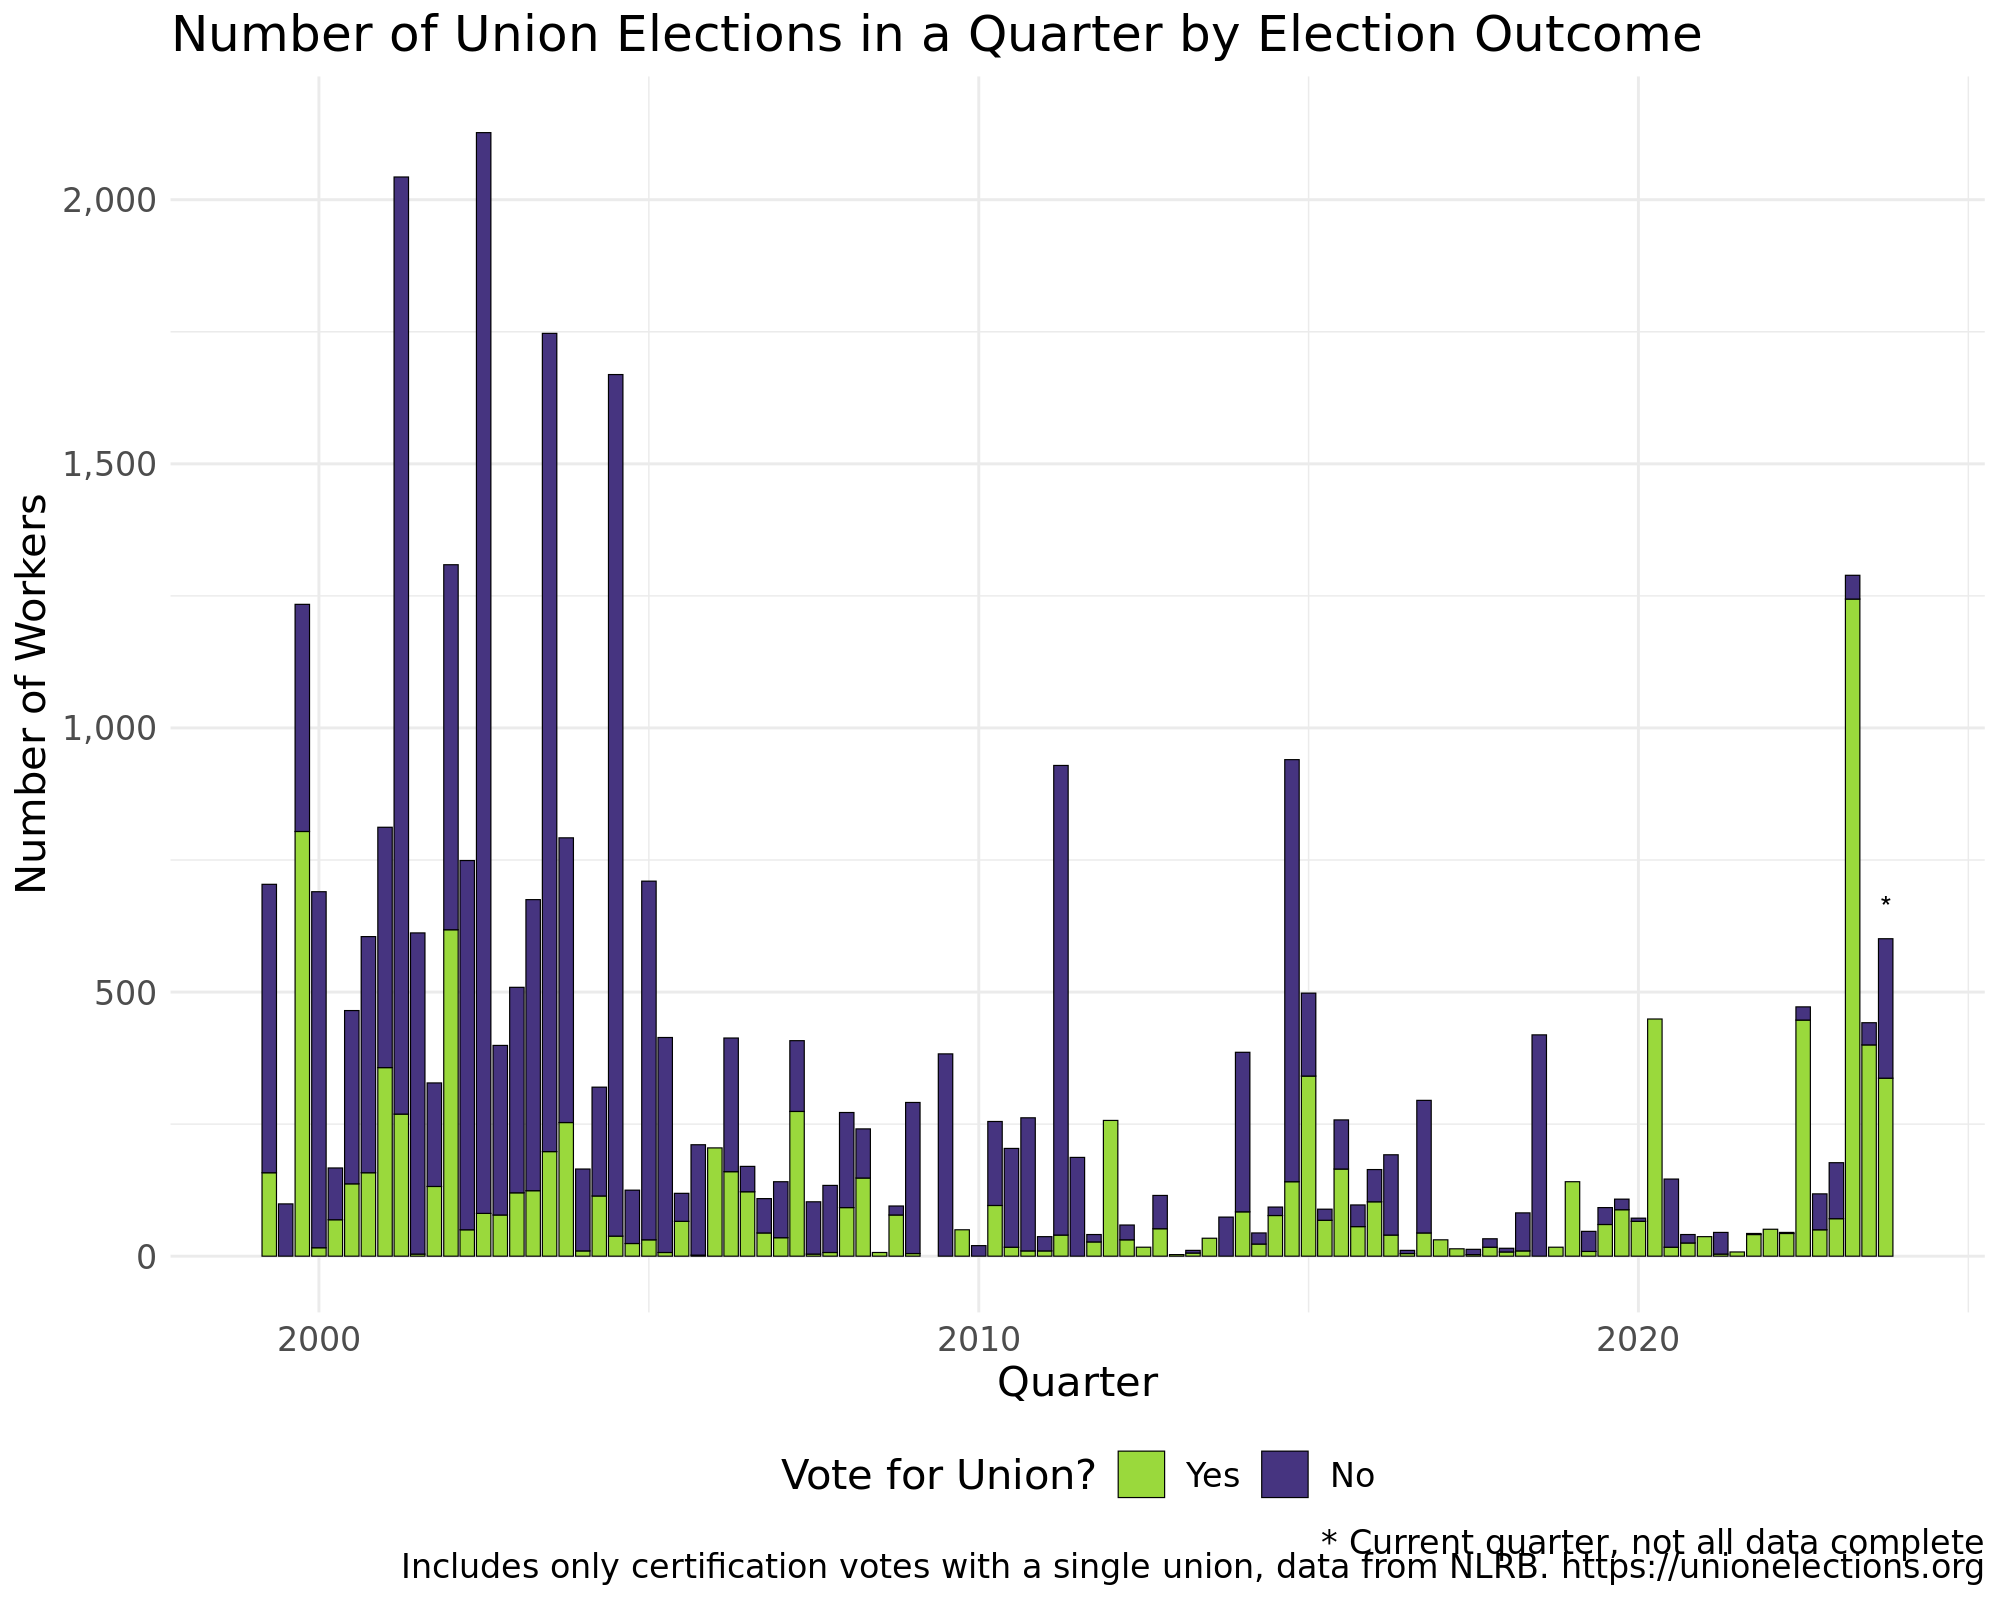 Number of Union Elections in a Quarter by Election Outcome
Number of Workers
2,000
1,500
1,000
500
0
*
2000 2010 2020
Quarter
Vote for Union? Yes No
* Current quarter, not all data complete
Includes only certification votes with a single union, data from NLRB. https://unionelections.org